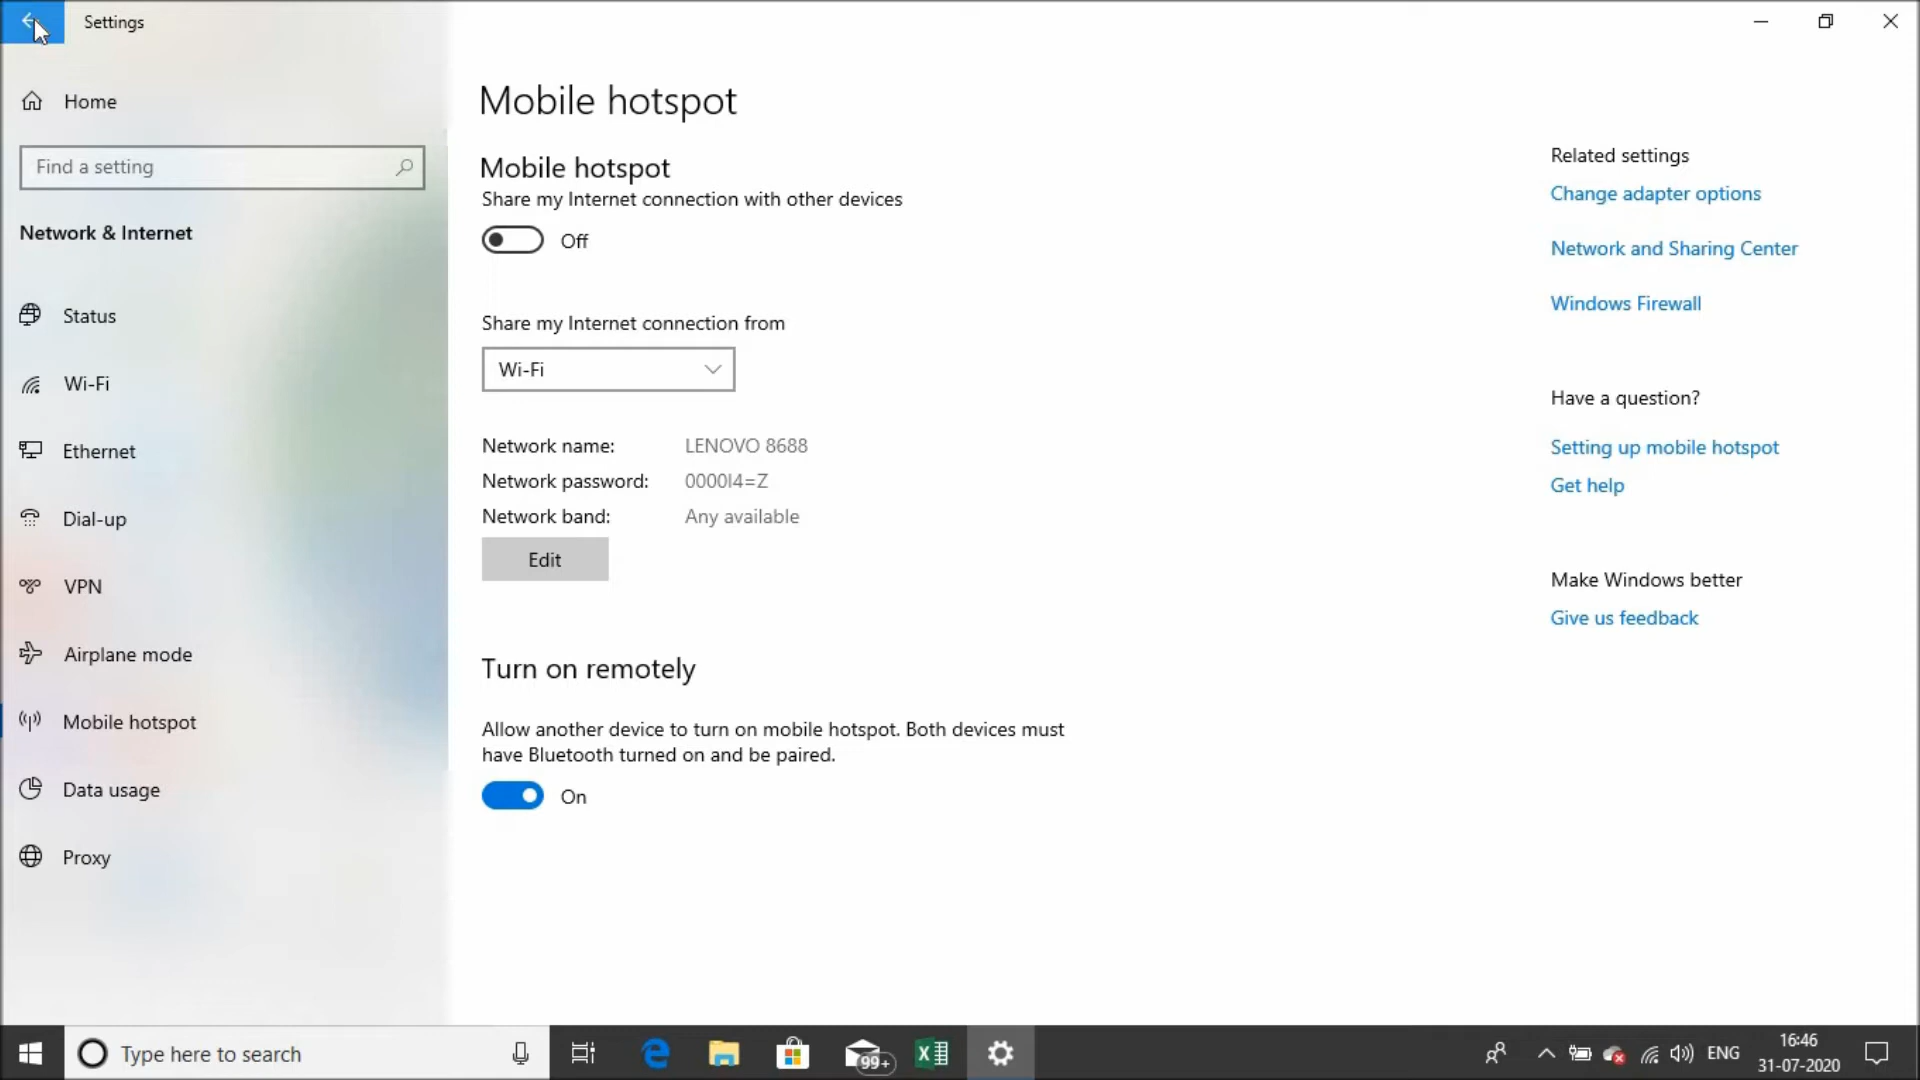 Settings
Home
Find a setting
Network & Internet
Status
Wi-Fi
Ethernet
Dial-up
VPN
Airplane mode
Mobile hotspot
Data usage
Proxy
Mobile hotspot
Mobile hotspot
Share my Internet connection with other devices
Off
Share my Internet connection from
Wi-Fi
Network name: LENOVO 8688
Network password: 0000I4=Z
Network band: Any available
Edit
Turn on remotely
Allow another device to turn on mobile hotspot. Both devices must
have Bluetooth turned on and be paired.
On
Related settings
Change adapter options
Network and Sharing Center
Windows Firewall
Have a question?
Setting up mobile hotspot
Get help
Make Windows better
Give us feedback
Type here to search
99+
ENG
16:46
31-07-2020